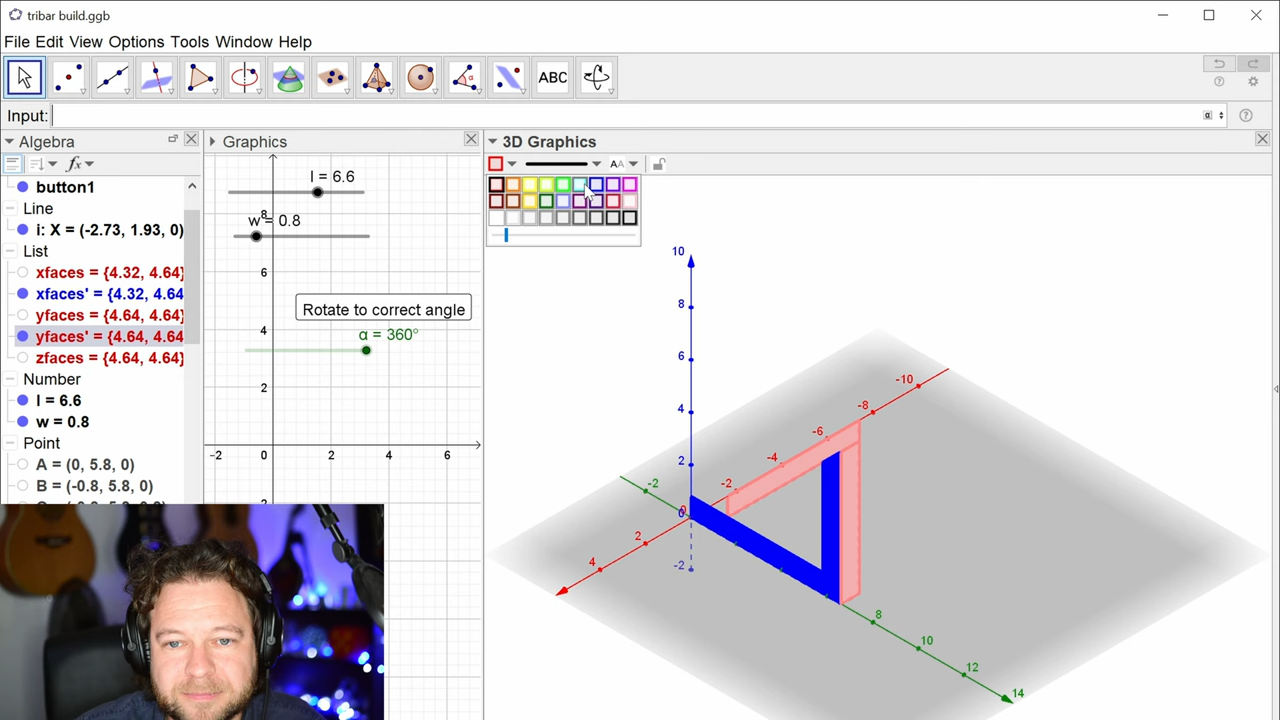 tribar build.ggb
File Edit View Options Tools Window Help
ABC
Input:
α
Algebra
Graphics
3D Graphics
fx
AA
button1
Line
i: X = (-2.73, 1.93, 0)
List
xfaces = {4.32, 4.64}
xfaces' = {4.32, 4.64
yfaces = {4.64, 4.64}
yfaces' = {4.64, 4.64
zfaces = {4.64, 4.64}
Number
l = 6.6
w = 0.8
Point
A = (0, 5.8, 0)
B = (-0.8, 5.8, 0)
l = 6.6
w = 0.8
Rotate to correct angle
α = 360°
8
6
4
2
-2
0
2
4
6
10
8
6
4
2
0
-2
-10
-8
-6
-4
-2
0
2
4
-2
8
10
12
14